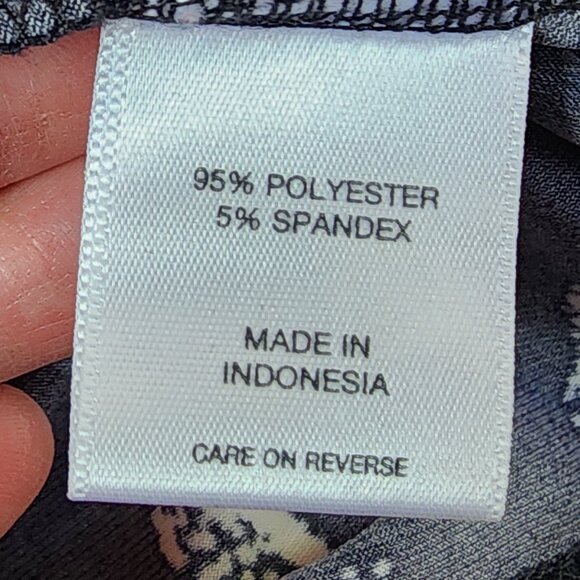 95% POLYESTER
5% SPANDEX
MADE IN
INDONESIA
CARE ON REVERSE